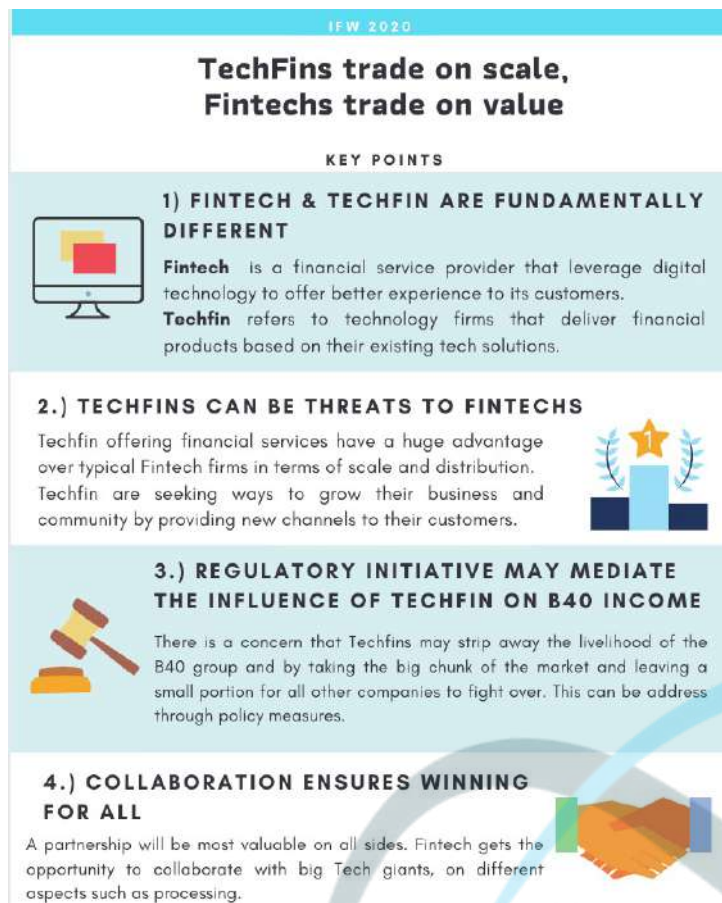 IFW 2020
TechFins trade on scale,
Fintechs trade on value
KEY POINTS
1) FINTECH & TECHFIN ARE FUNDAMENTALLY
DIFFERENT
Fintech is a financial service provider that leverage digital
technology to offer better experience to its customers.
Techfin refers to technology firms that deliver financial
products based on their existing tech solutions.
2.) TECHFINS CAN BE THREATS TO FINTECHS
Techfin offering financial services have a huge advantage
over typical Fintech firms in terms of scale and distribution.
Techfin are seeking ways to grow their business and
community by providing new channels to their customers.
1
3.) REGULATORY INITIATIVE MAY MEDIATE
THE INFLUENCE OF TECHFIN ON B40 INCOME
There is a concern that Techfins may strip away the livelihood of the
B40 group and by taking the big chunk of the market and leaving a
small portion for all other companies to fight over. This can be address
through policy measures.
4.) COLLABORATION ENSURES WINNING
FOR ALL
A partnership will be most valuable on all sides. Fintech gets the
opportunity to collaborate with big Tech giants, on different
aspects such as processing.